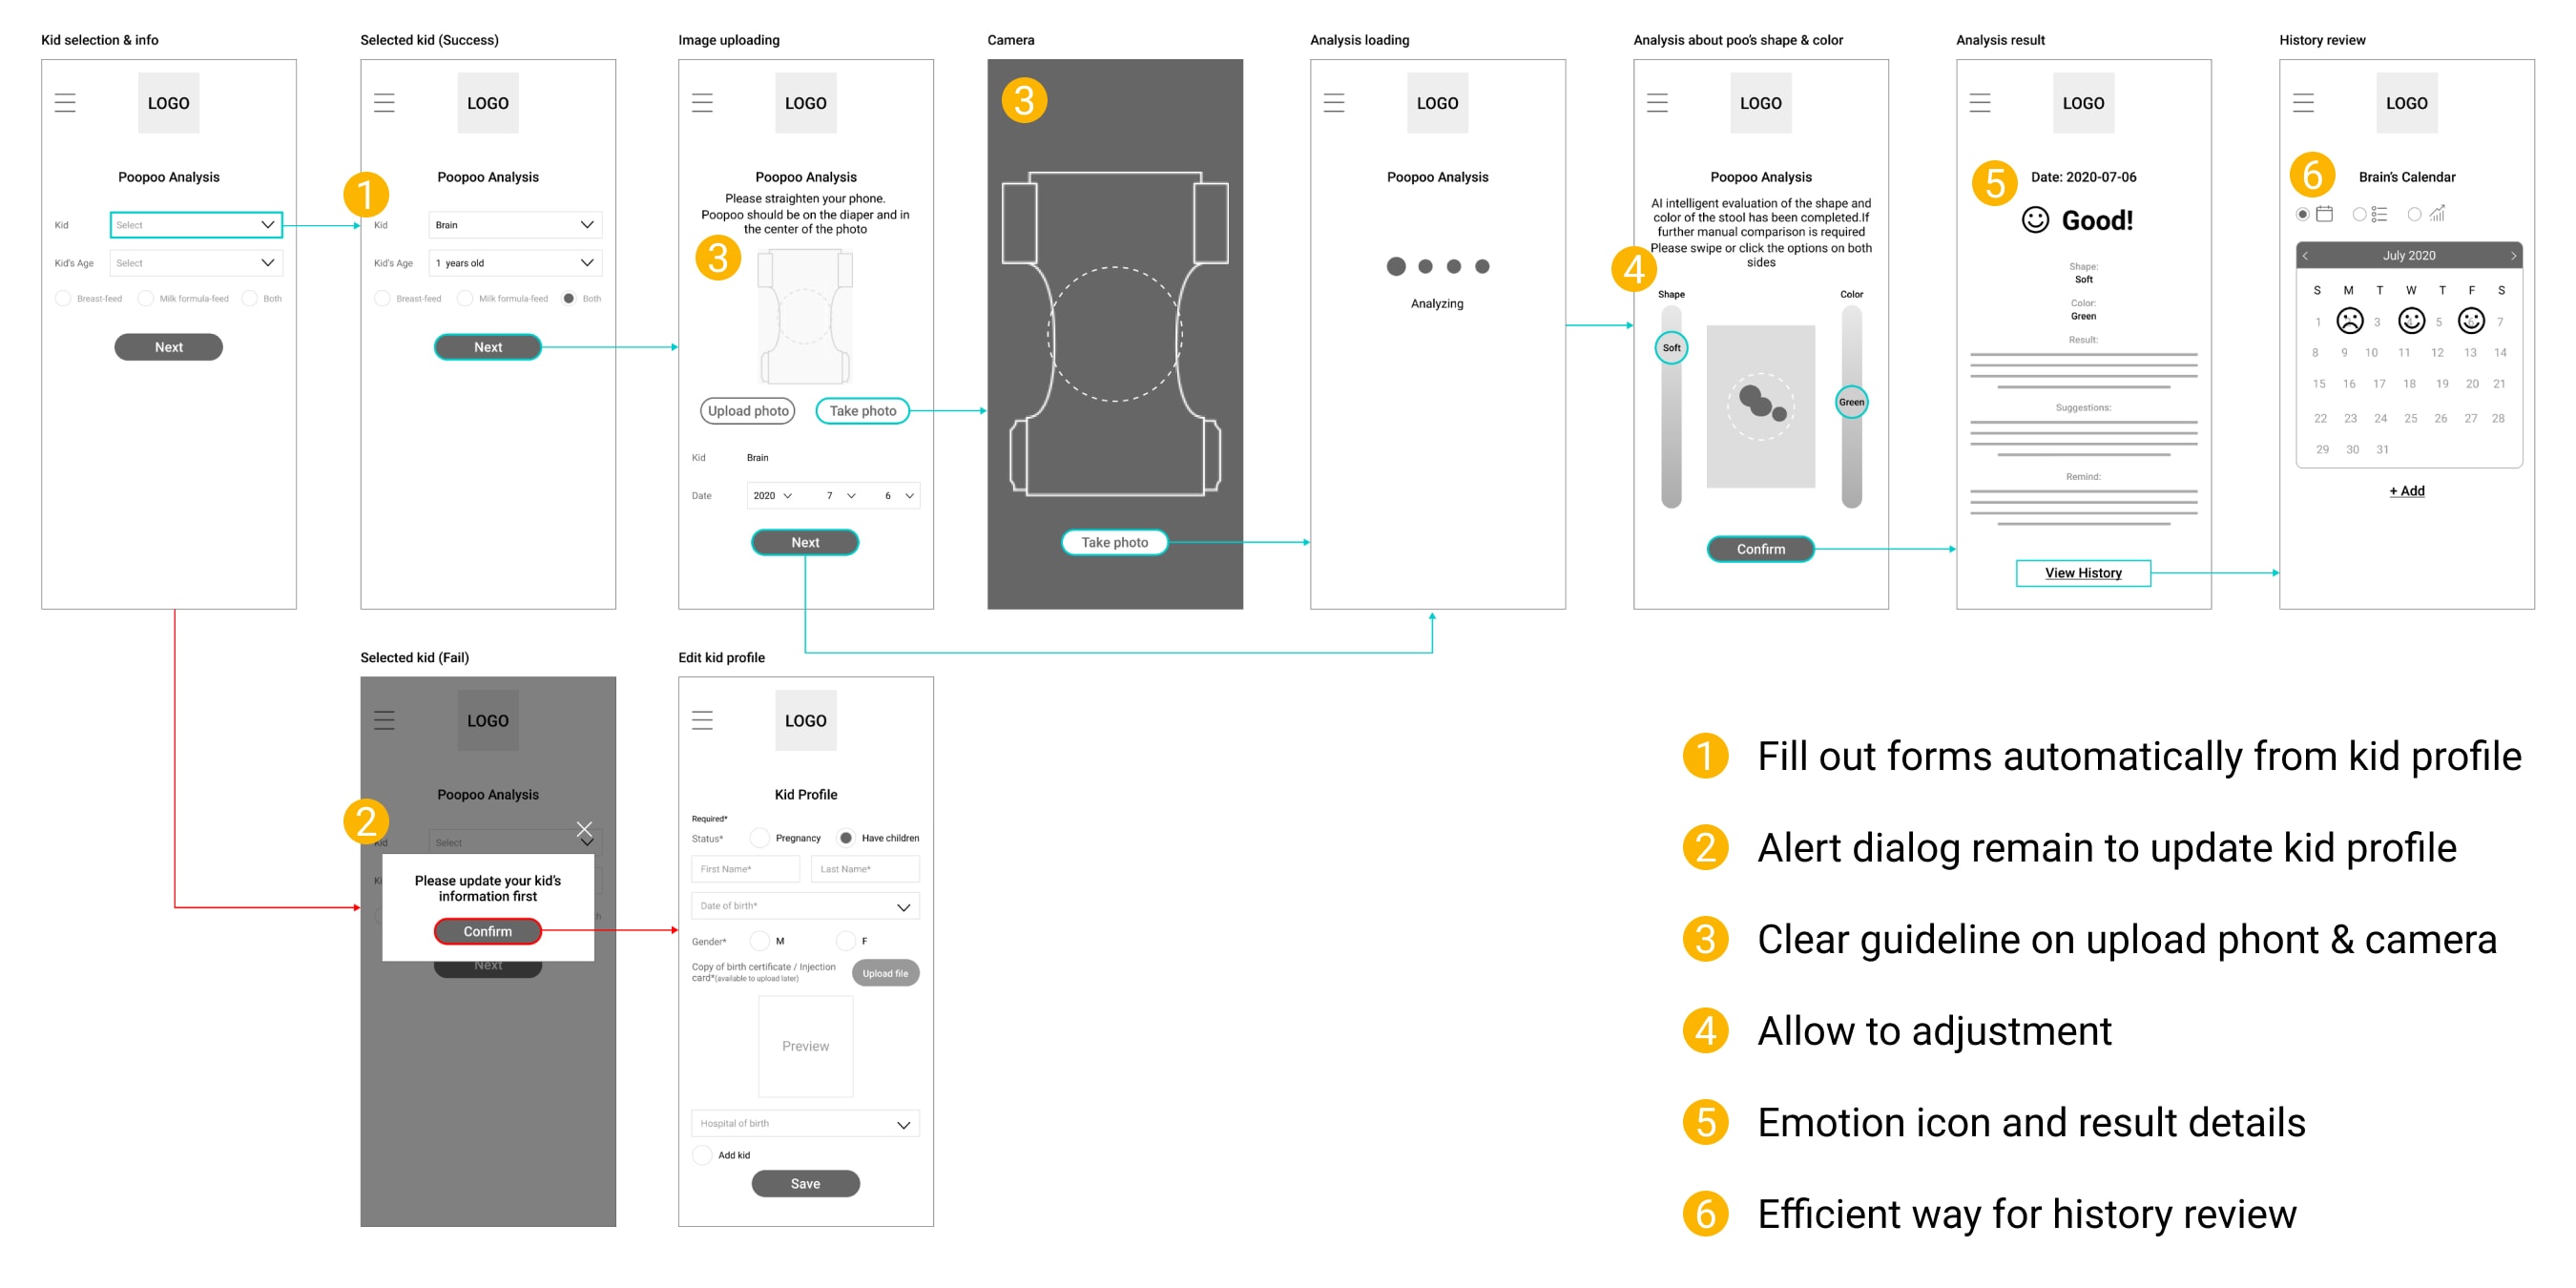 Kid selection & info
LOGO
Poopoo Analysis
Kid
Select
Kid's Age
Select
Breast-feed
Milk formula-feed
Both
Next
Selected kid (Success)
LOGO
1
Poopoo Analysis
Kid
Brain
Kid's Age
1 years old
Breast-feed
Milk formula-feed
Both
Next
Image uploading
LOGO
Poopoo Analysis
Please straighten your phone.
Poopoo should be on the diaper and in
the center of the photo
3
Upload photo
Take photo
Kid
Brain
Date
2020
7
6
Next
Camera
3
Take photo
Analysis loading
LOGO
Poopoo Analysis
Analyzing
Analysis about poo's shape & color
LOGO
Poopoo Analysis
AI intelligent evaluation of the shape and
color of the stool has been completed.If
further manual comparison is required
Please swipe or click the options on both
sides
4
Shape
Color
Soft
Green
Confirm
Analysis result
LOGO
5
Date: 2020-07-06
Good!
Shape:
Soft
Color:
Green
Result:
Suggestions:
Remind:
View History
History review
LOGO
6
Brain's Calendar
July 2020
S M T W T F S
1 3 5 7
8 9 10 11 12 13 14
15 16 17 18 19 20 21
22 23 24 25 26 27 28
29 30 31
+ Add
Selected kid (Fail)
LOGO
Poopoo Analysis
2
Kid
Select
Please update your kid's
information first
Confirm
Next
Edit kid profile
LOGO
Kid Profile
Required*
Status*
Pregnancy
Have children
First Name*
Last Name*
Date of birth*
Gender*
M
F
Copy of birth certificate / Injection
card*(available to upload later)
Upload file
Preview
Hospital of birth
Add kid
Save
1 Fill out forms automatically from kid profile
2 Alert dialog remain to update kid profile
3 Clear guideline on upload phont & camera
4 Allow to adjustment
5 Emotion icon and result details
6 Efficient way for history review